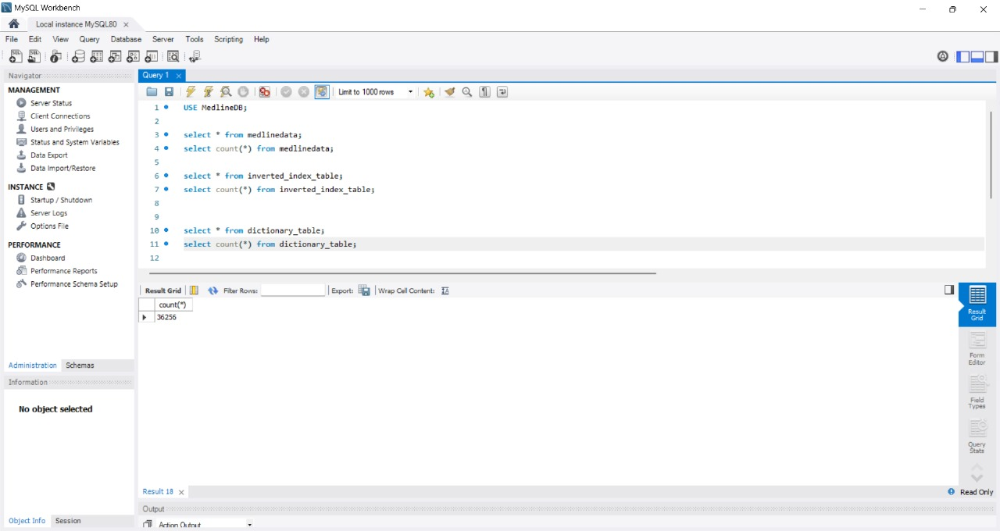 MySQL Workbench
Local instance MySQL80
File Edit View Query Database Server Tools Scripting Help
Navigator
MANAGEMENT
Server Status
Client Connections
Users and Privileges
Status and System Variables
Data Export
Data Import/Restore
INSTANCE
Startup / Shutdown
Server Logs
Options File
PERFORMANCE
Dashboard
Performance Reports
Performance Schema Setup
Administration Schemas
Information
No object selected
Object Info Session
Query 1
Limit to 1000 rows
1 USE MedlineDB;
2
3 select * from medlinedata;
4 select count(*) from medlinedata;
5
6 select * from inverted_index_table;
7 select count(*) from inverted_index_table;
8
9
10 select * from dictionary_table;
11 select count(*) from dictionary_table;
12
Result Grid Filter Rows: Export: Wrap Cell Content:
count(*)
36256
Result Grid
Form Editor
Field Types
Query Stats
Result 18
Read Only
Output
Action Output